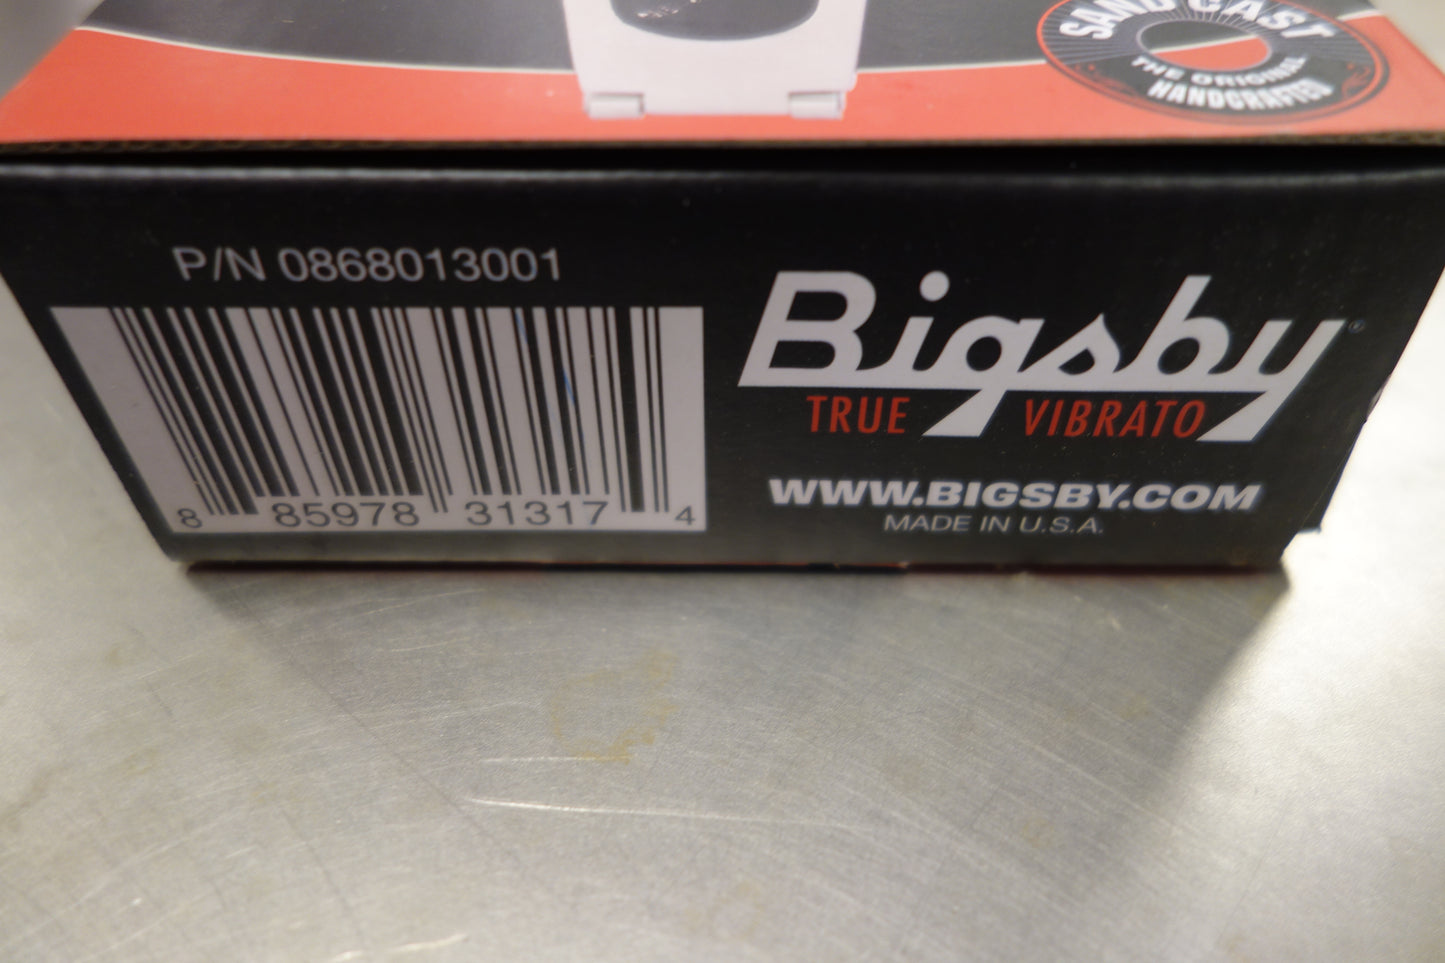 SAND CAST
THE ORIGINAL
HANDCRAFTED
P/N 0868013001
8 85978 31317 4
Bigsby®
TRUE VIBRATO
WWW.BIGSBY.COM
MADE IN U.S.A.